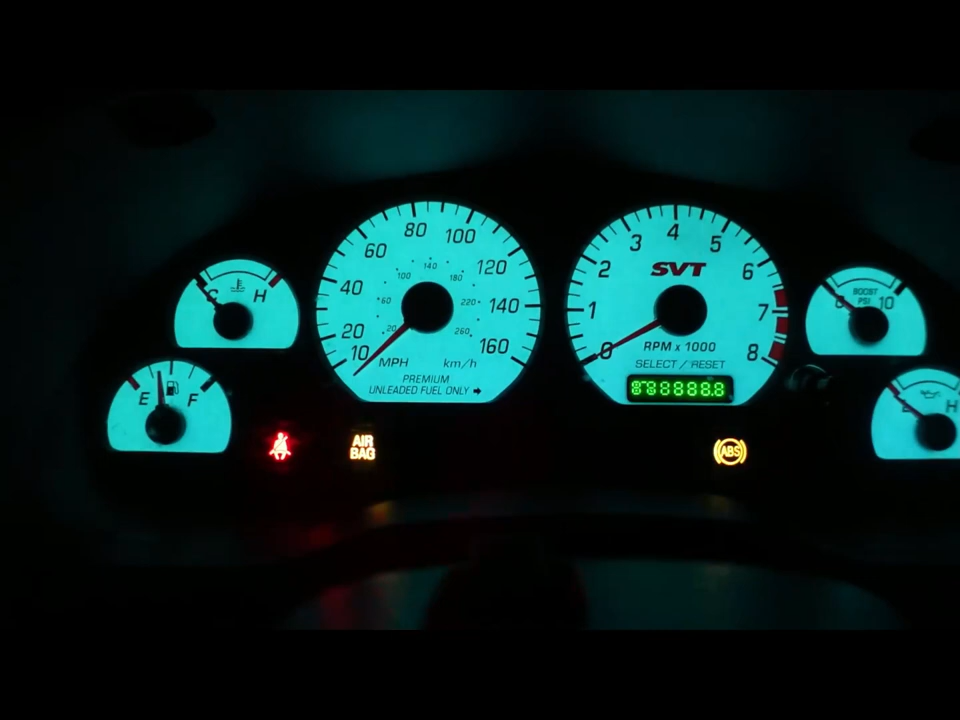 C H
E F
80
60 100
40 120
20 140
10 160
100 140 180
60 220
20 260
MPH km/h
PREMIUM
UNLEADED FUEL ONLY
AIR
BAG
4
3 5
2 6
1 7
0 8
SVT
RPM x 1000
SELECT / RESET
ABS
BOOST
PSI 10
H